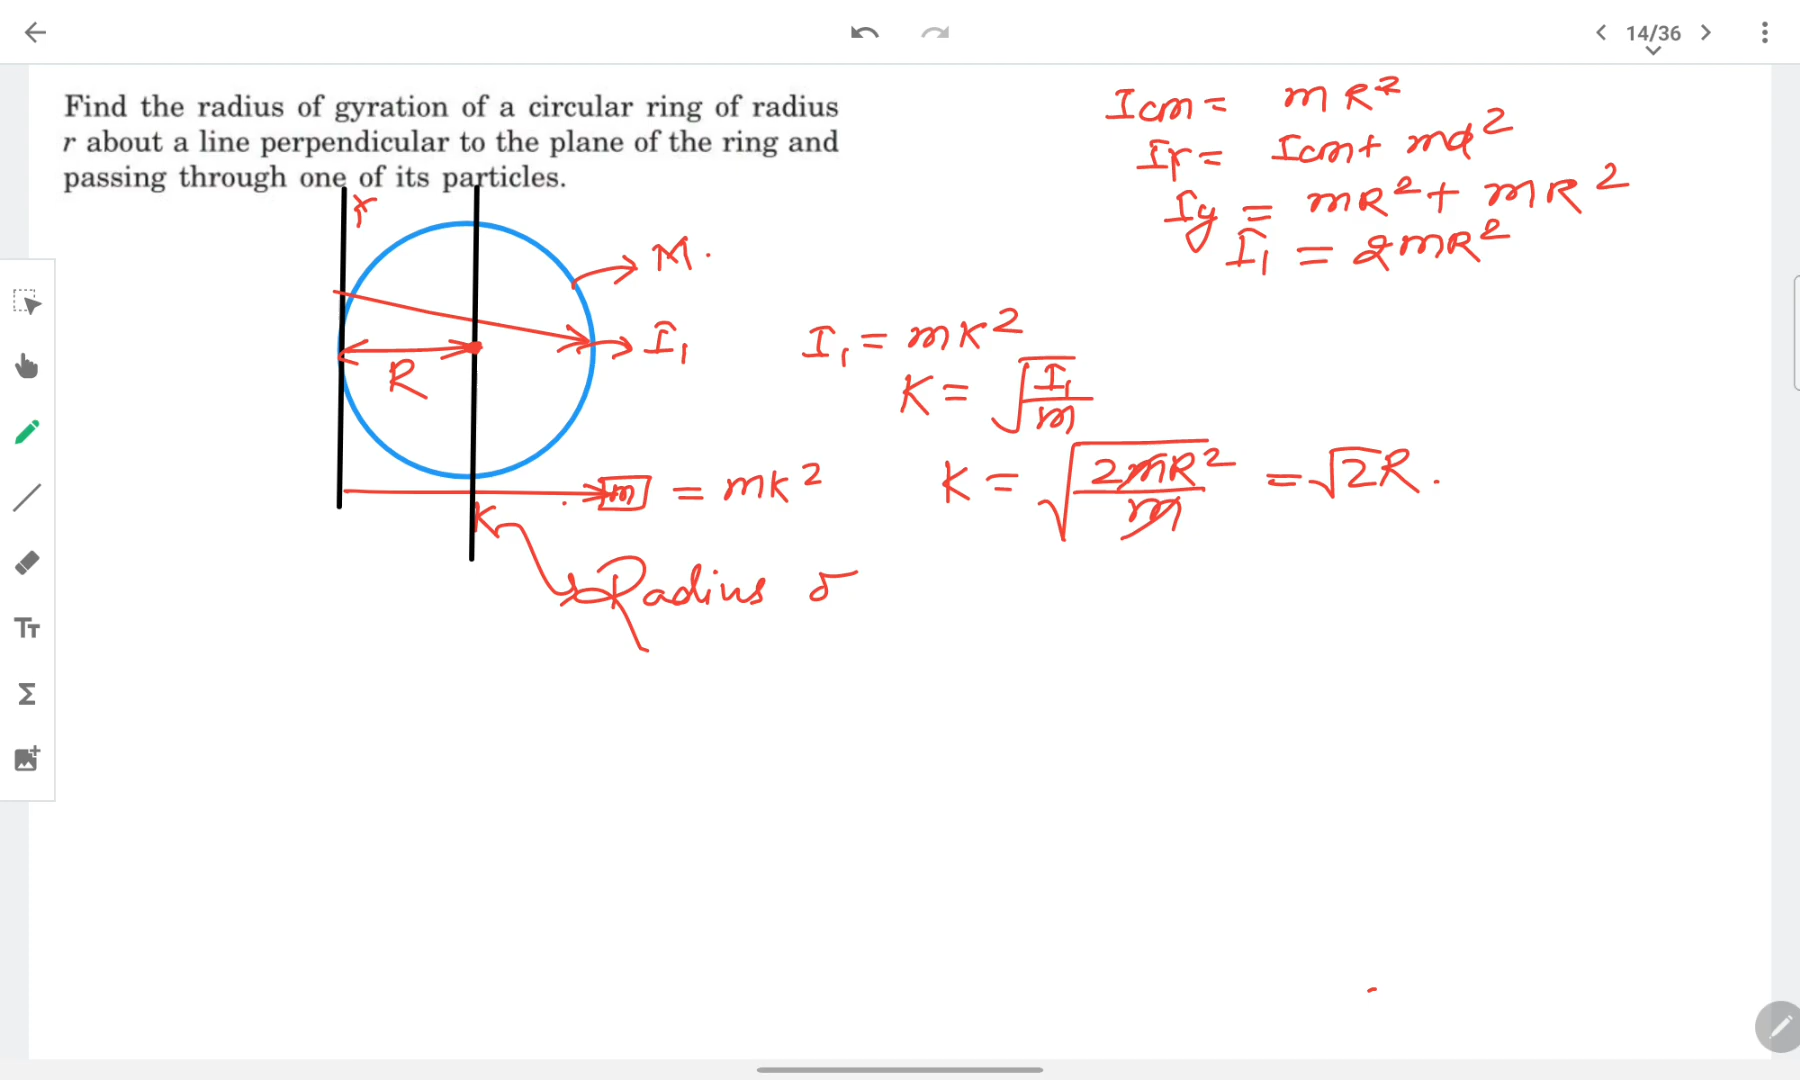 14/36
Find the radius of gyration of a circular ring of radius
r about a line perpendicular to the plane of the ring and
passing through one of its particles.
Icm = mR²
Ir = Icm + md²
Iy = mR² + mR²
I₁ = 2mR²
M.
I₁
R
I₁ = mK²
K = √(I₁/m)
m = mK²
K
K = √(2mR²/m) = √2R.
Radius
Tт
Σ